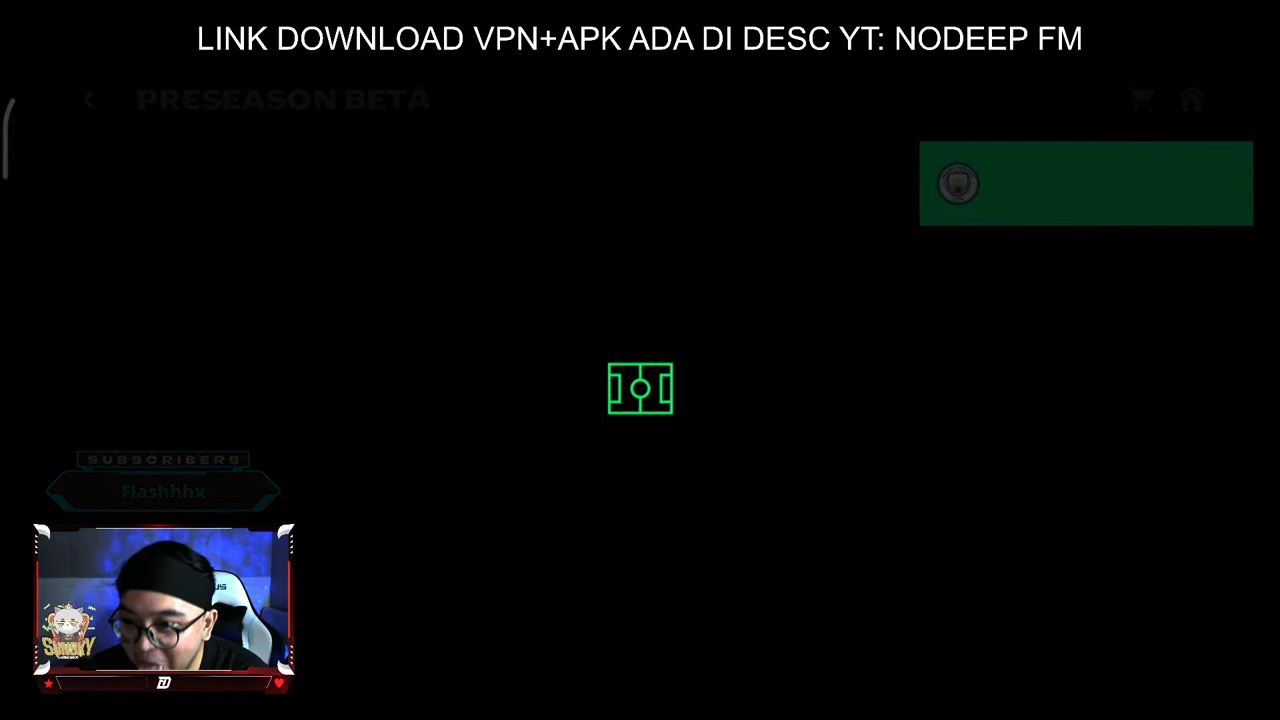 LINK DOWNLOAD VPN+APK ADA DI DESC YT: NODEEP FM
PRESEASON BETA
SUBSCRIBERS
Flashhhx